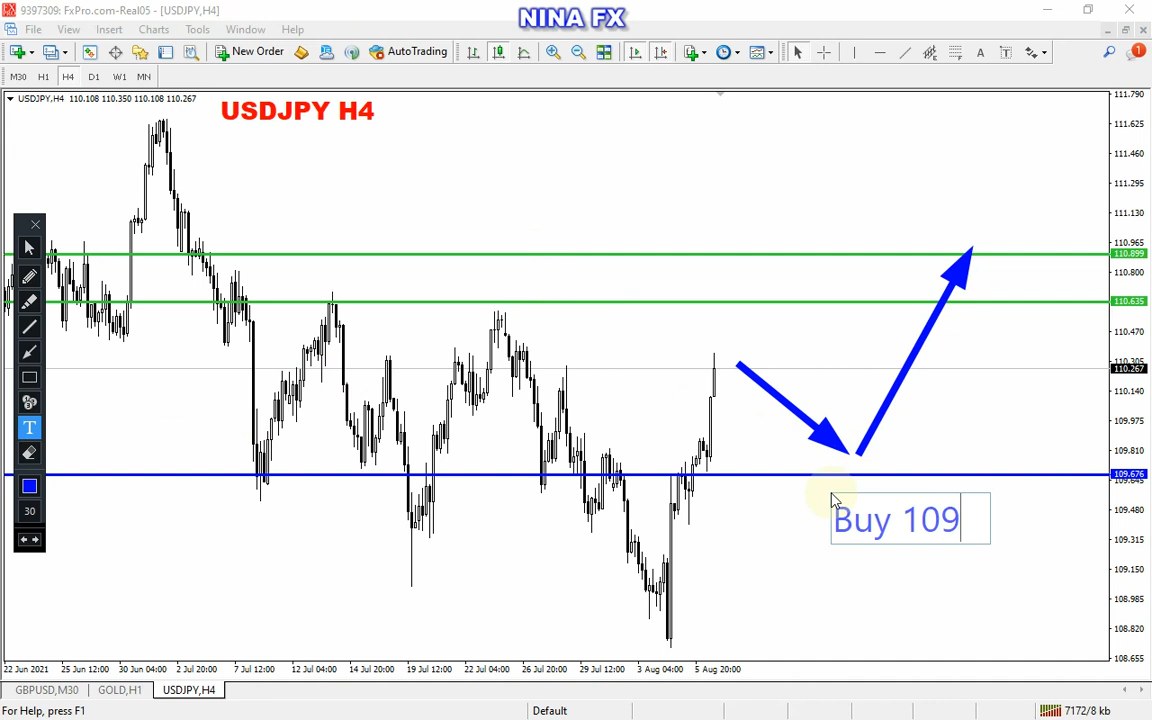 9397309: FxPro.com-Real05 - [USDJPY,H4]
NINA FX
File View Insert Charts Tools Window Help
New Order AutoTrading
A T 1
M30 H1 H4 D1 W1 MN
USDJPY,H4 110.108 110.350 110.108 110.267
USDJPY H4
111.790
111.625
111.460
111.295
111.130
110.965
110.899
110.800
110.635
110.470
110.305
110.267
110.140
109.975
109.810
109.676
109.645
109.480
109.315
109.150
108.985
108.820
108.655
T
30
Buy 109
22 Jun 2021 25 Jun 12:00 30 Jun 04:00 2 Jul 20:00 7 Jul 12:00 12 Jul 04:00 14 Jul 20:00 19 Jul 12:00 22 Jul 04:00 26 Jul 20:00 29 Jul 12:00 3 Aug 04:00 5 Aug 20:00
GBPUSD,M30 GOLD,H1 USDJPY,H4
For Help, press F1 Default 7172/8 kb